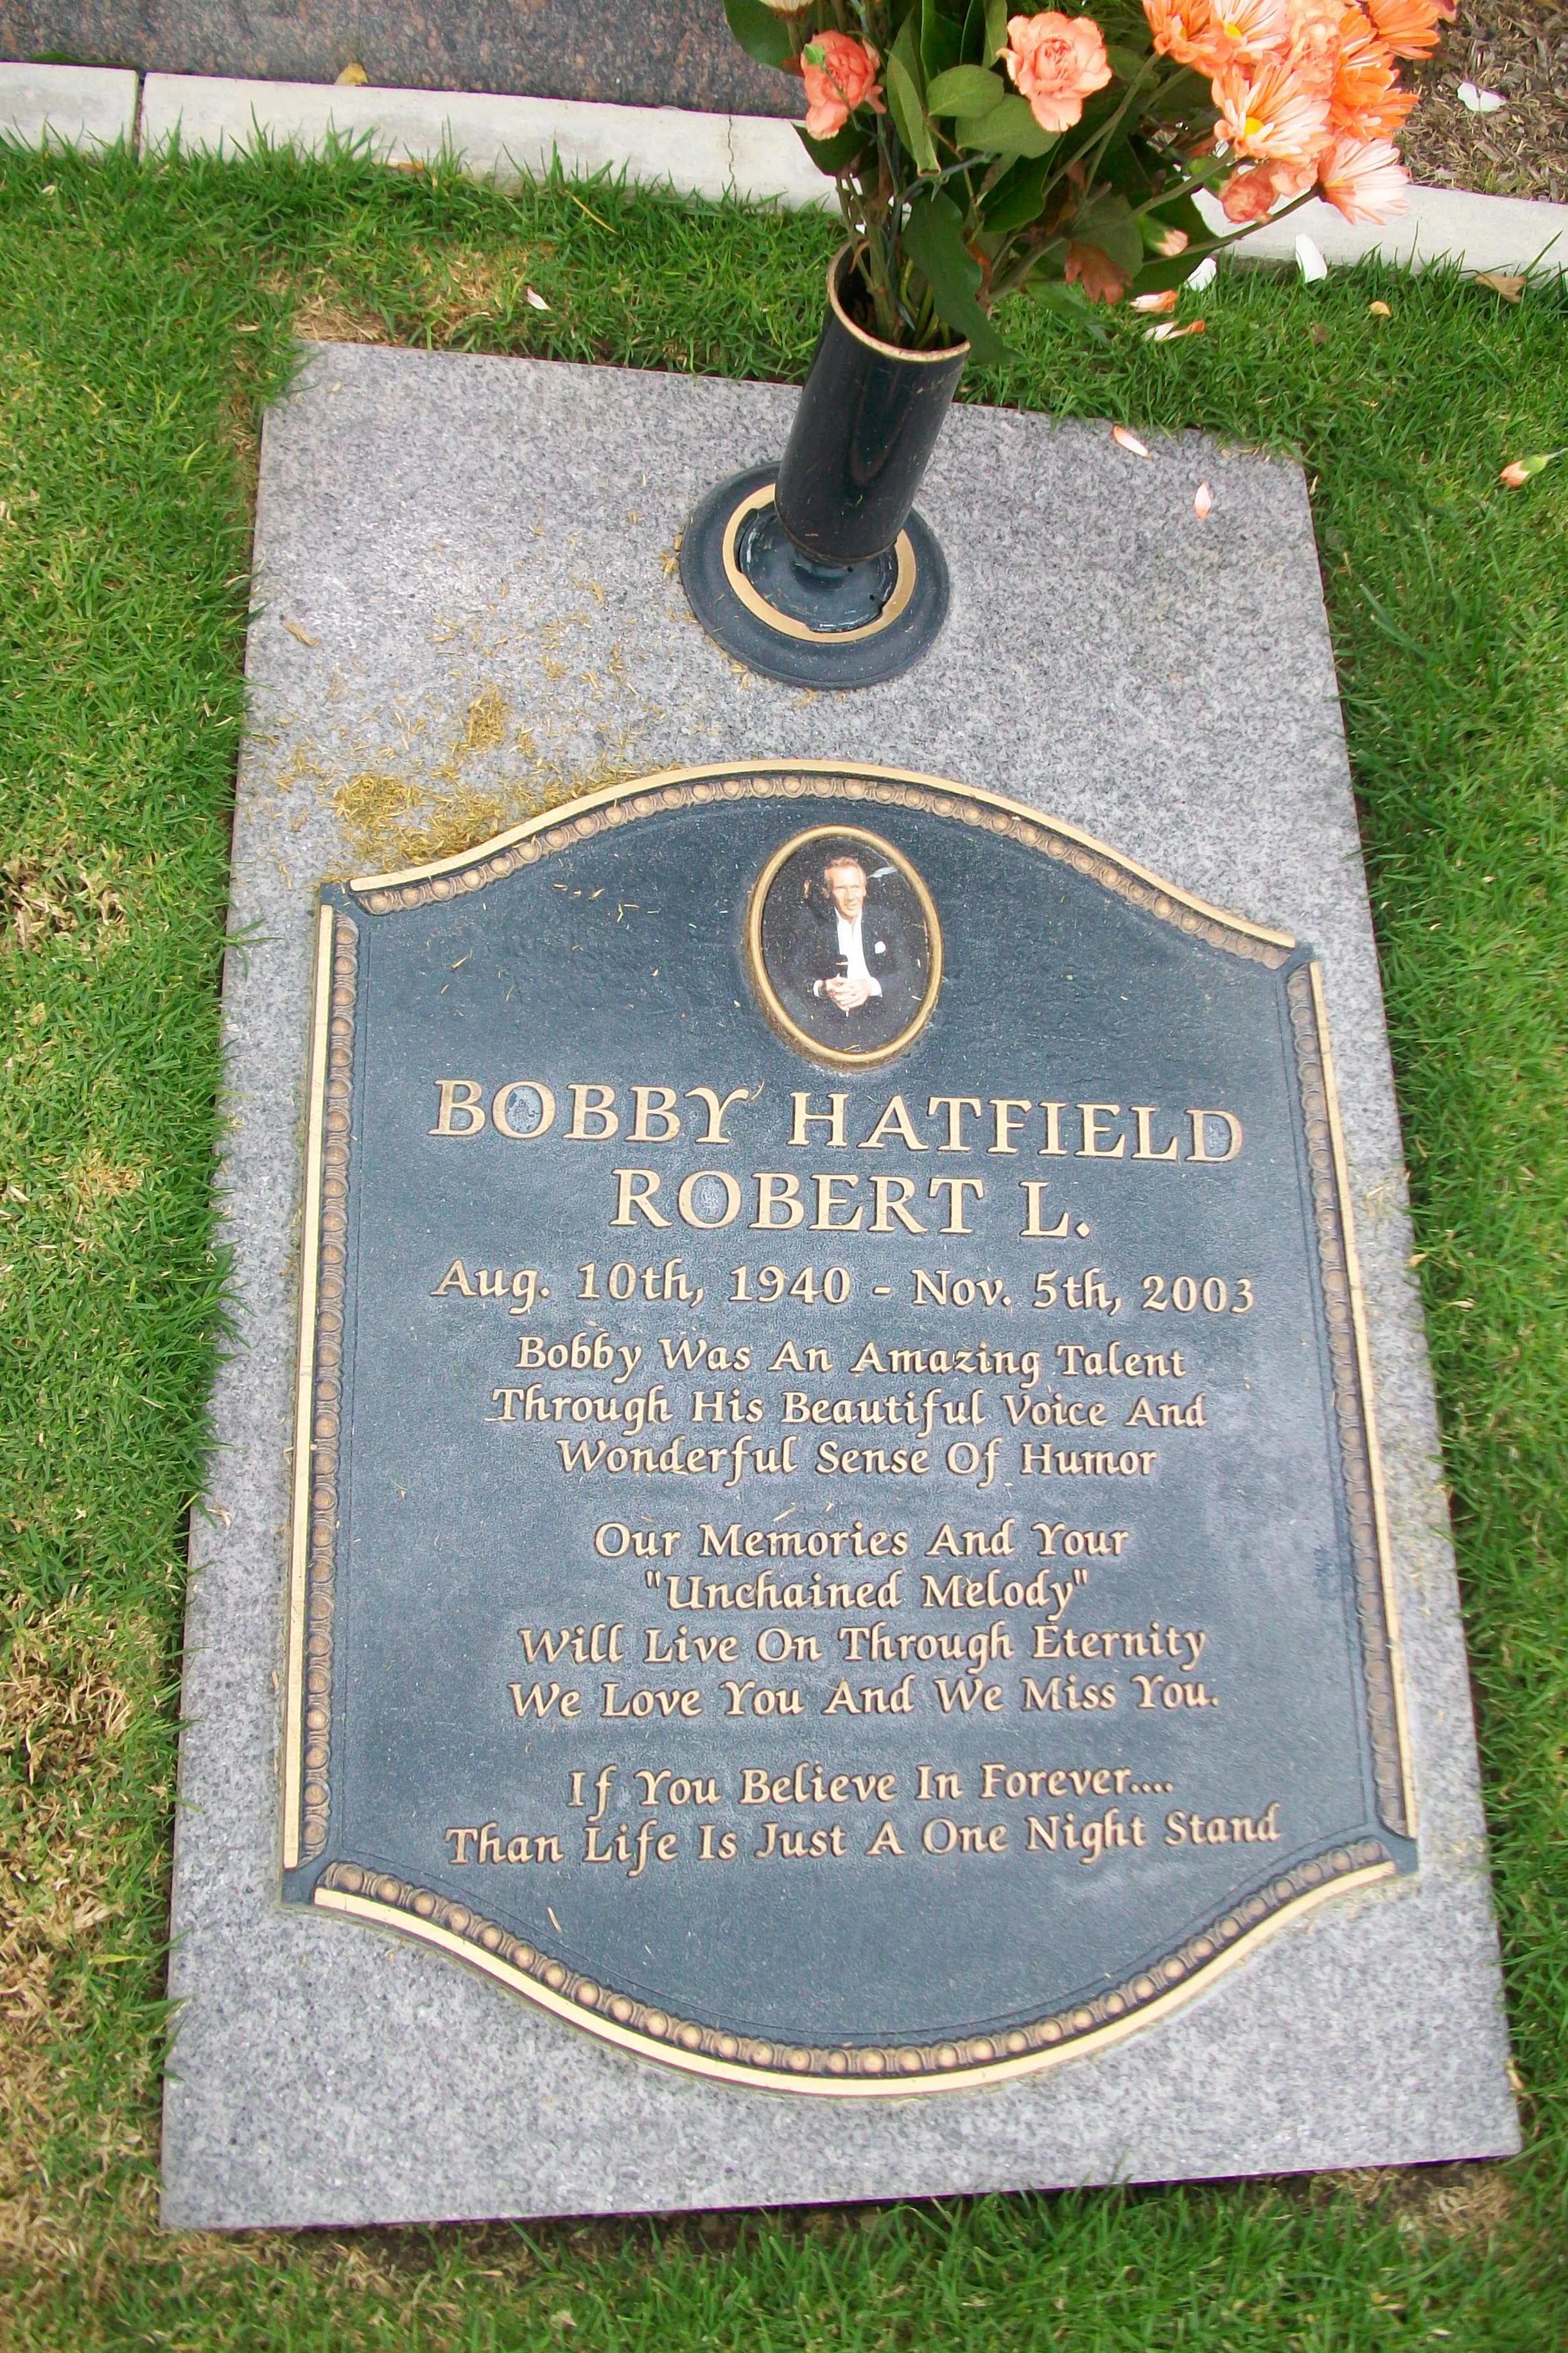 BOBBY HATFIELD
ROBERT L.
Aug. 10th, 1940 - Nov. 5th, 2003
Bobby Was An Amazing Talent
Through His Beautiful Voice And
Wonderful Sense Of Humor
Our Memories And Your
"Unchained Melody"
Will Live On Through Eternity
We Love You And We Miss You.
If You Believe In Forever....
Than Life Is Just A One Night Stand